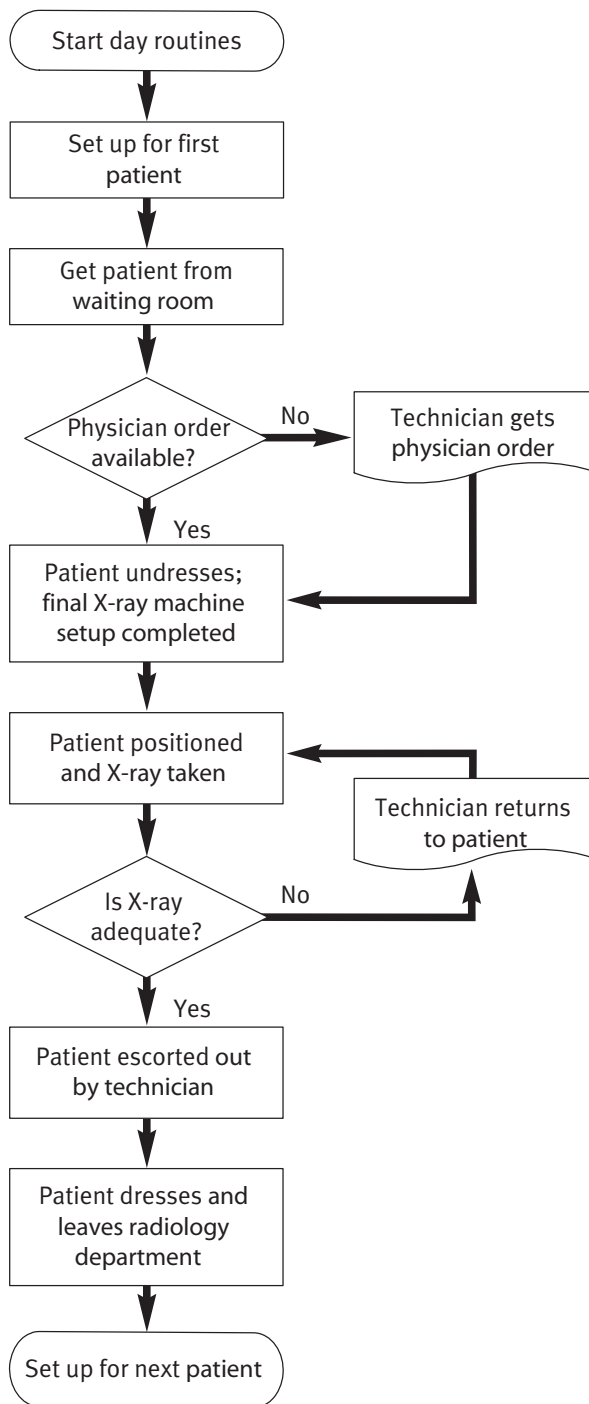 Start day routines
Set up for first
patient
Get patient from
waiting room
Physician order
available?
No
Technician gets
physician order
Yes
Patient undresses;
final X-ray machine
setup completed
Patient positioned
and X-ray taken
Technician returns
to patient
Is X-ray
adequate?
No
Yes
Patient escorted out
by technician
Patient dresses and
leaves radiology
department
Set up for next patient